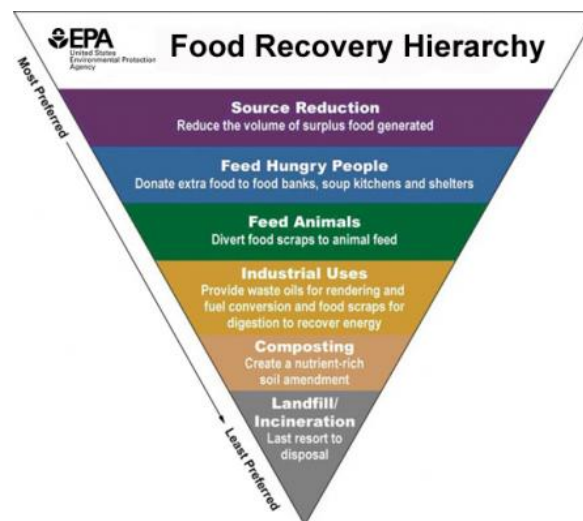 EPA
United States
Environmental Protection
Agency
Food Recovery Hierarchy
Most Preferred
Source Reduction
Reduce the volume of surplus food generated
Feed Hungry People
Donate extra food to food banks, soup kitchens and shelters
Feed Animals
Divert food scraps to animal feed
Industrial Uses
Provide waste oils for rendering and
fuel conversion and food scraps for
digestion to recover energy
Composting
Create a nutrient-rich
soil amendment
Landfill/
Incineration
Last resort to
disposal
Least Preferred